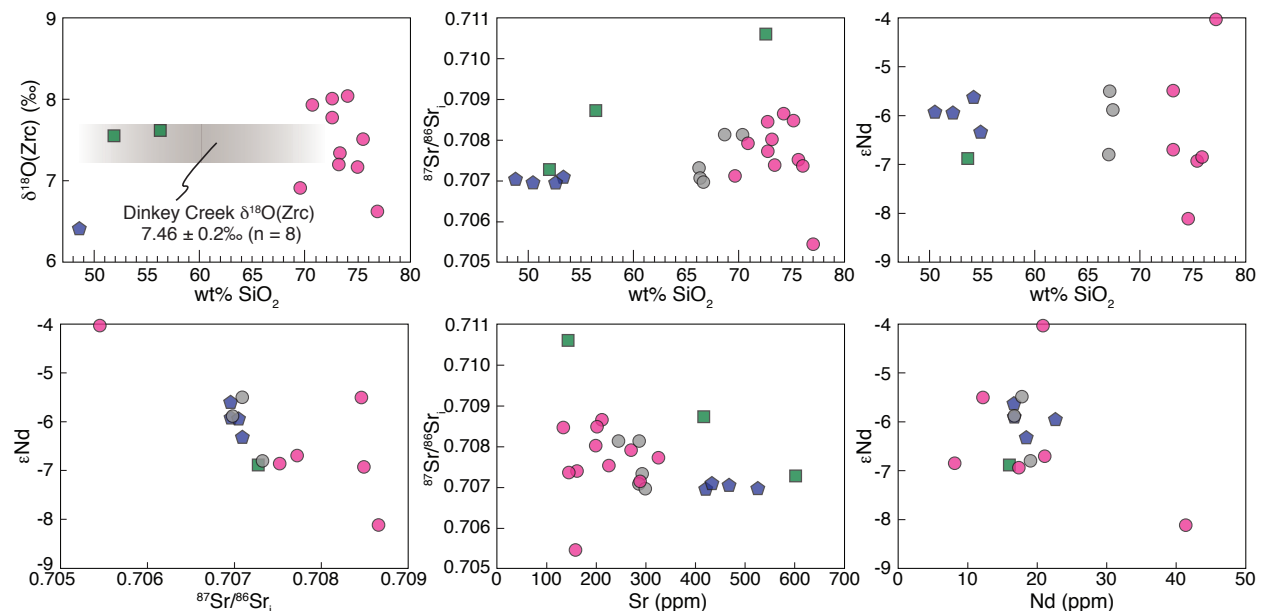 9
8
7
6
δ¹⁸O(Zrc) (‰)
Dinkey Creek δ¹⁸O(Zrc)
7.46 ± 0.2‰ (n = 8)
50 55 60 65 70 75 80
wt% SiO₂
0.711
0.710
0.709
0.708
0.707
0.706
0.705
⁸⁷Sr/⁸⁶Srᵢ
50 55 60 65 70 75 80
wt% SiO₂
-4
-5
-6
-7
-8
-9
εNd
50 55 60 65 70 75 80
wt% SiO₂
-4
-5
-6
-7
-8
-9
εNd
0.705 0.706 0.707 0.708 0.709
⁸⁷Sr/⁸⁶Srᵢ
0.711
0.710
0.709
0.708
0.707
0.706
0.705
⁸⁷Sr/⁸⁶Srᵢ
0 100 200 300 400 500 600 700
Sr (ppm)
-4
-5
-6
-7
-8
-9
εNd
0 10 20 30 40 50
Nd (ppm)